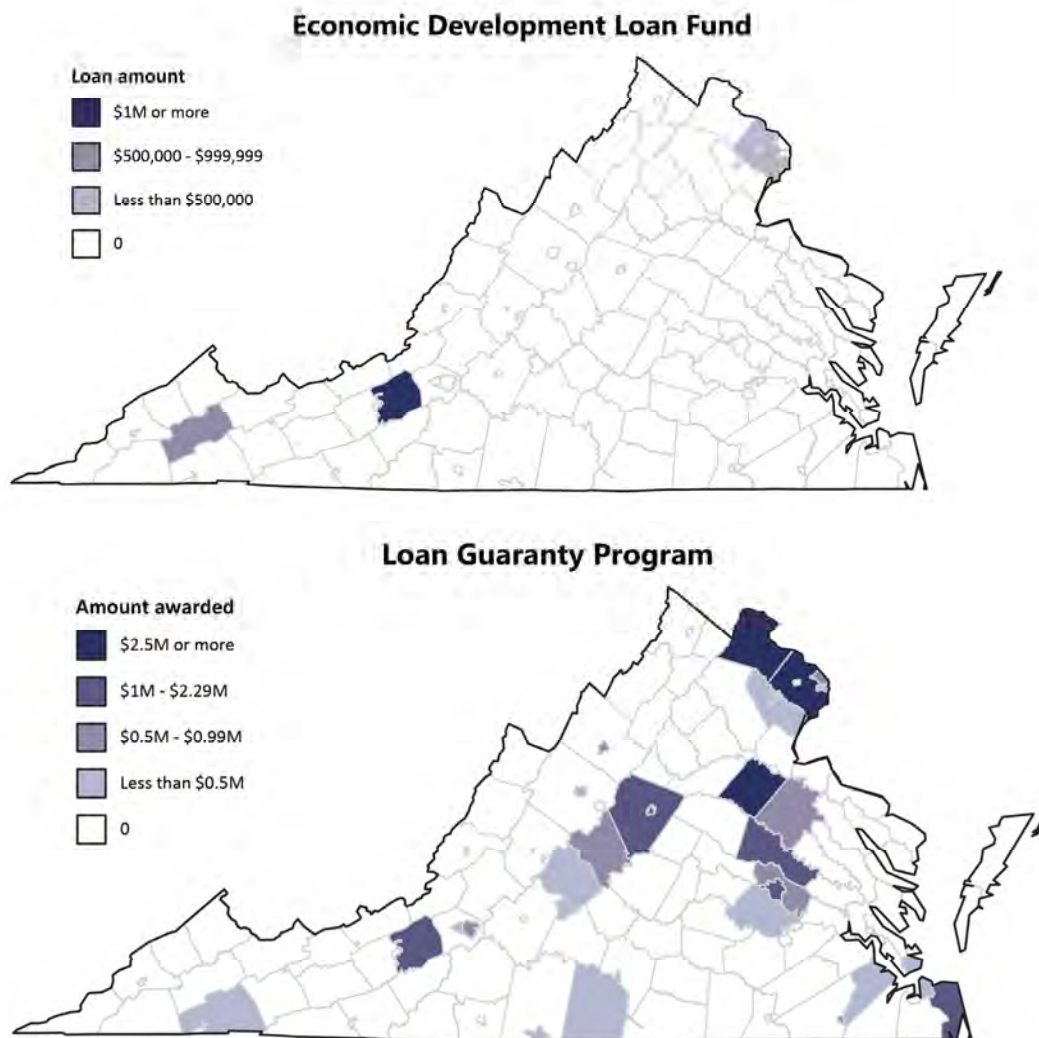 Economic Development Loan Fund
Loan amount
$1M or more
$500,000 - $999,999
Less than $500,000
0
Loan Guaranty Program
Amount awarded
$2.5M or more
$1M - $2.29M
$0.5M - $0.99M
Less than $0.5M
0